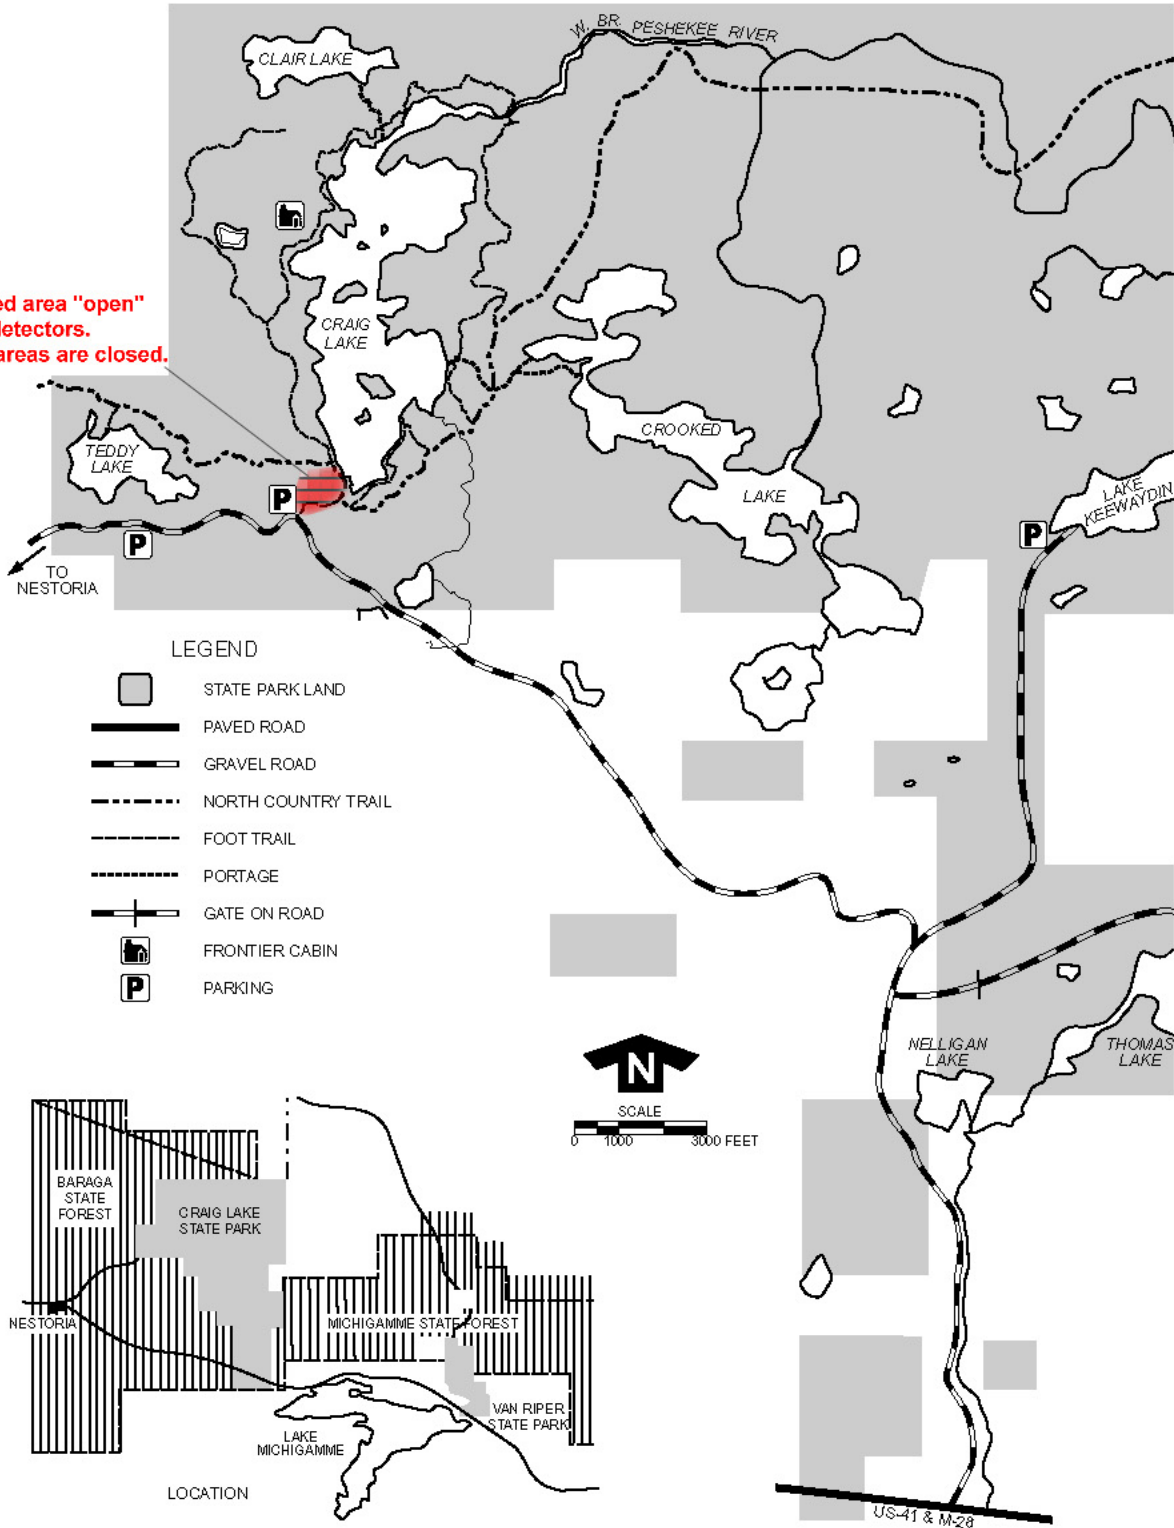 W. BR. PESHEKEE RIVER
CLAIR LAKE
ed area "open"
detectors.
areas are closed.
CRAIG
LAKE
TEDDY
LAKE
CROOKED
LAKE
LAKE
KEEWAYDIN
P
P
P
TO
NESTORIA
LEGEND
STATE PARK LAND
PAVED ROAD
GRAVEL ROAD
NORTH COUNTRY TRAIL
FOOT TRAIL
PORTAGE
GATE ON ROAD
FRONTIER CABIN
P PARKING
NELLIGAN
LAKE
THOMAS
LAKE
N
SCALE
0 1000 3000 FEET
BARAGA
STATE
FOREST
CRAIG LAKE
STATE PARK
NESTORIA
MICHIGAMME STATE FOREST
VAN RIPER
STATE PARK
LAKE
MICHIGAMME
LOCATION
US-41 & M-28